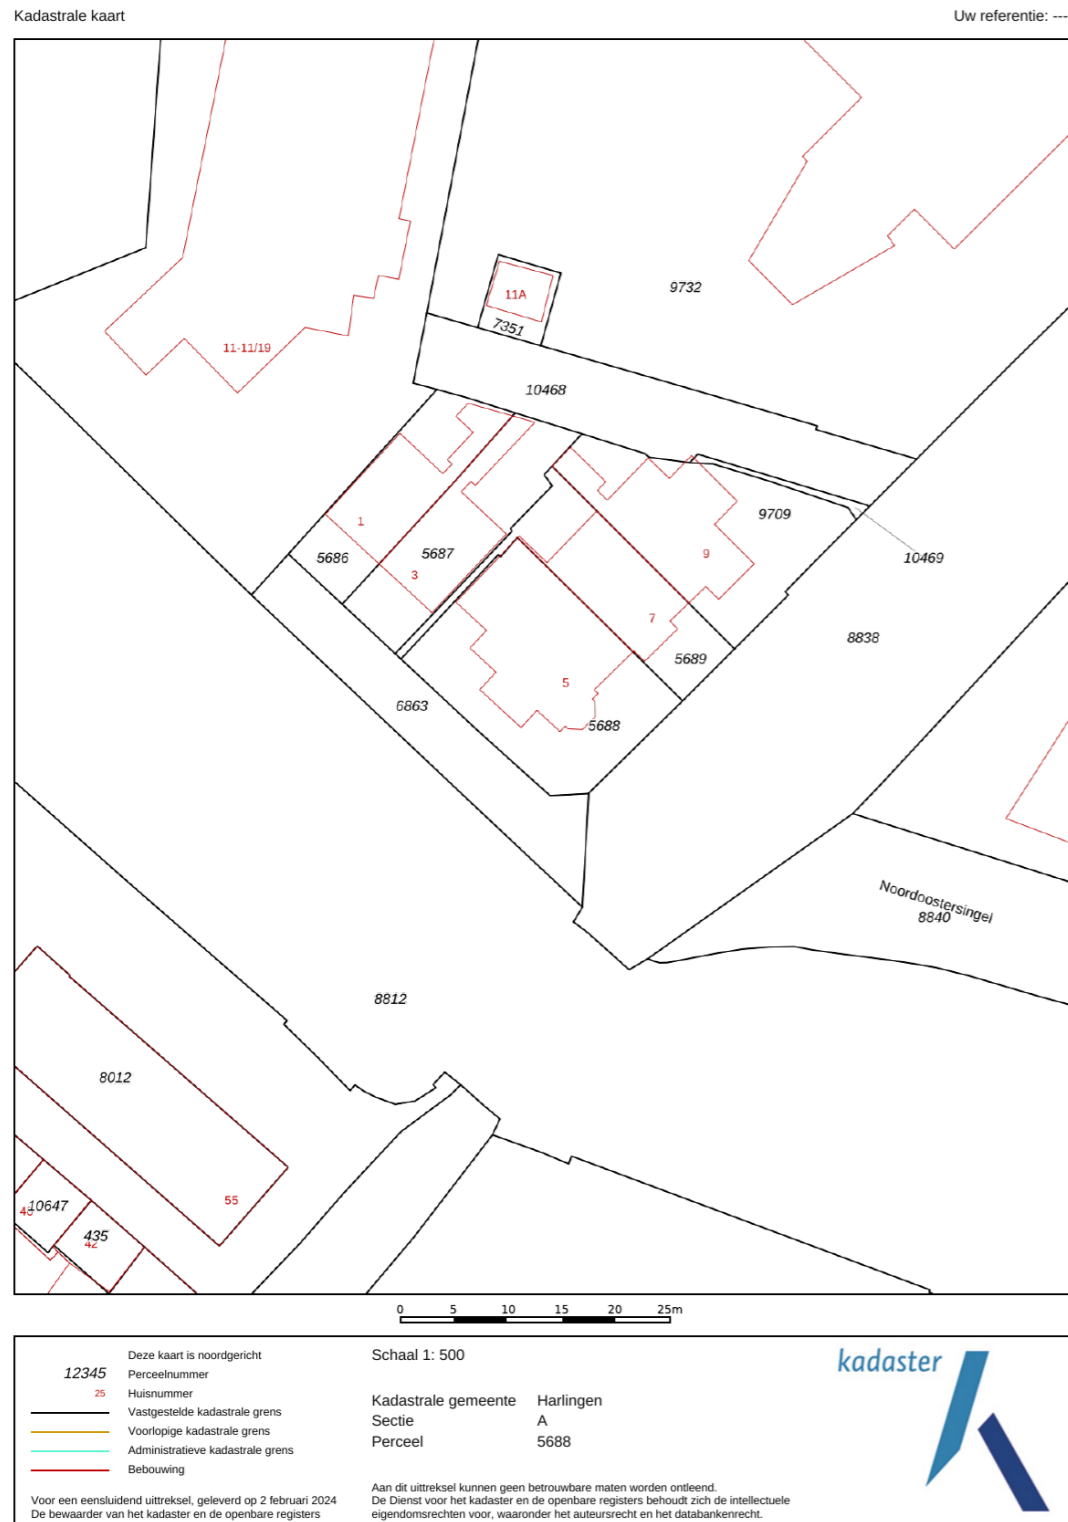 Kadastrale kaart
Uw referentie: ---
9732
11A
7351
11-11/19
10468
9709
1
5687
9
5686
10469
3
7
8838
5689
5
6863
5688
Noordoostersingel
8840
8812
8012
55
10647
435
42
0 5 10 15 20 25m
Deze kaart is noordgericht
12345 Perceelnummer
25 Huisnummer
Vastgestelde kadastrale grens
Voorlopige kadastrale grens
Administratieve kadastrale grens
Bebouwing
Voor een eensluidend uittreksel, geleverd op 2 februari 2024
De bewaarder van het kadaster en de openbare registers
Schaal 1: 500
Kadastrale gemeente Harlingen
Sectie A
Perceel 5688
Aan dit uittreksel kunnen geen betrouwbare maten worden ontleend.
De Dienst voor het kadaster en de openbare registers behoudt zich de intellectuele
eigendomsrechten voor, waaronder het auteursrecht en het databankenrecht.
kadaster